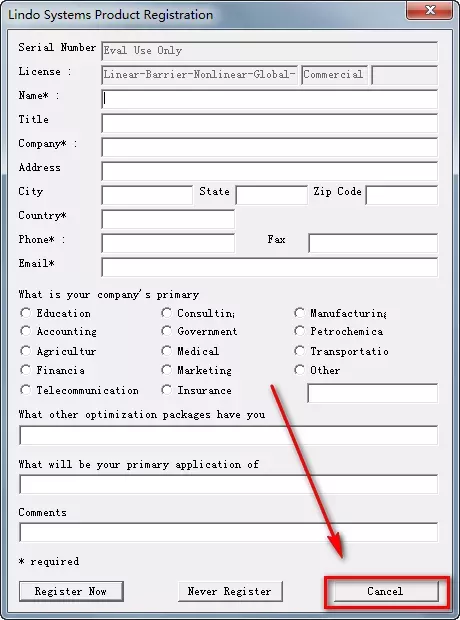 Lindo Systems Product Registration
Serial Number Eval Use Only
License : Linear-Barrier-Nonlinear-Global- Commercial
Name* :
Title
Company* :
Address
City State Zip Code
Country*
Phone* : Fax
Email*
What is your company's primary
Education Consultin Manufacturing
Accounting Government Petrochemica
Agricultur Medical Transportatio
Financia Marketing Other
Telecommunication Insurance
What other optimization packages have you
What will be your primary application of
Comments
* required
Register Now Never Register Cancel